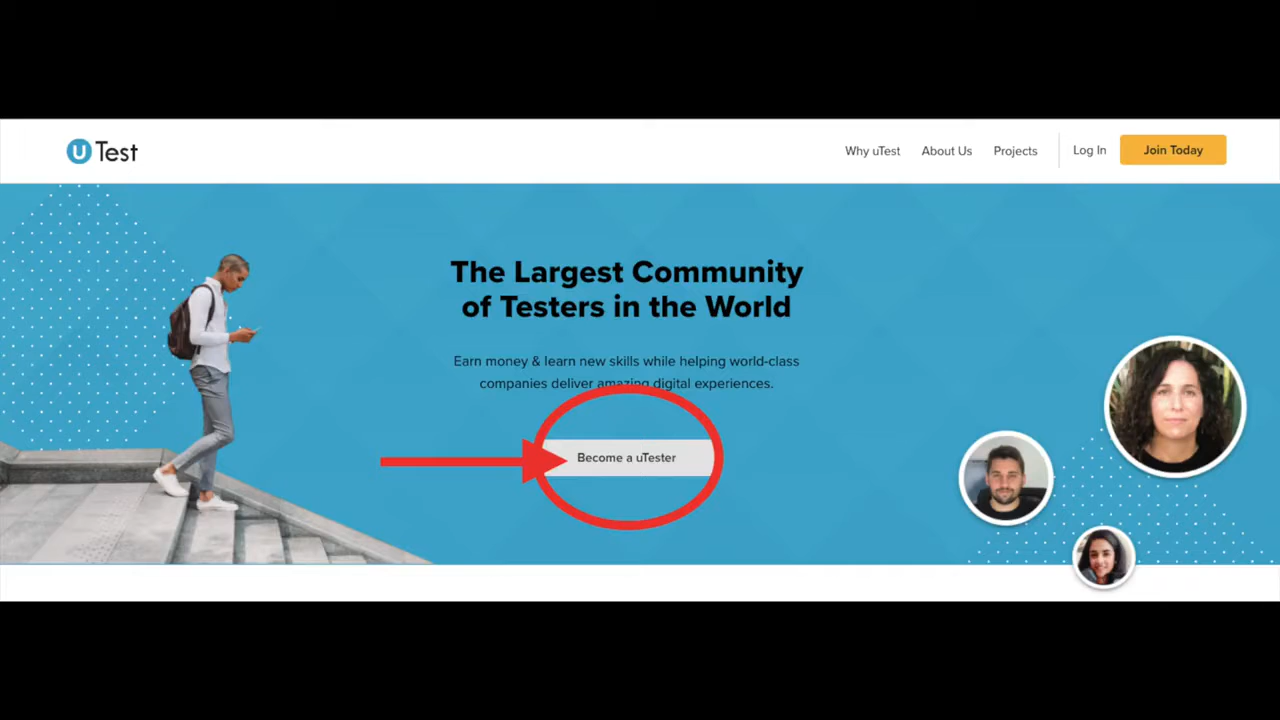 u Test
Why uTest
About Us
Projects
Log In
Join Today
The Largest Community
of Testers in the World
Earn money & learn new skills while helping world-class
companies deliver amazing digital experiences.
Become a uTester